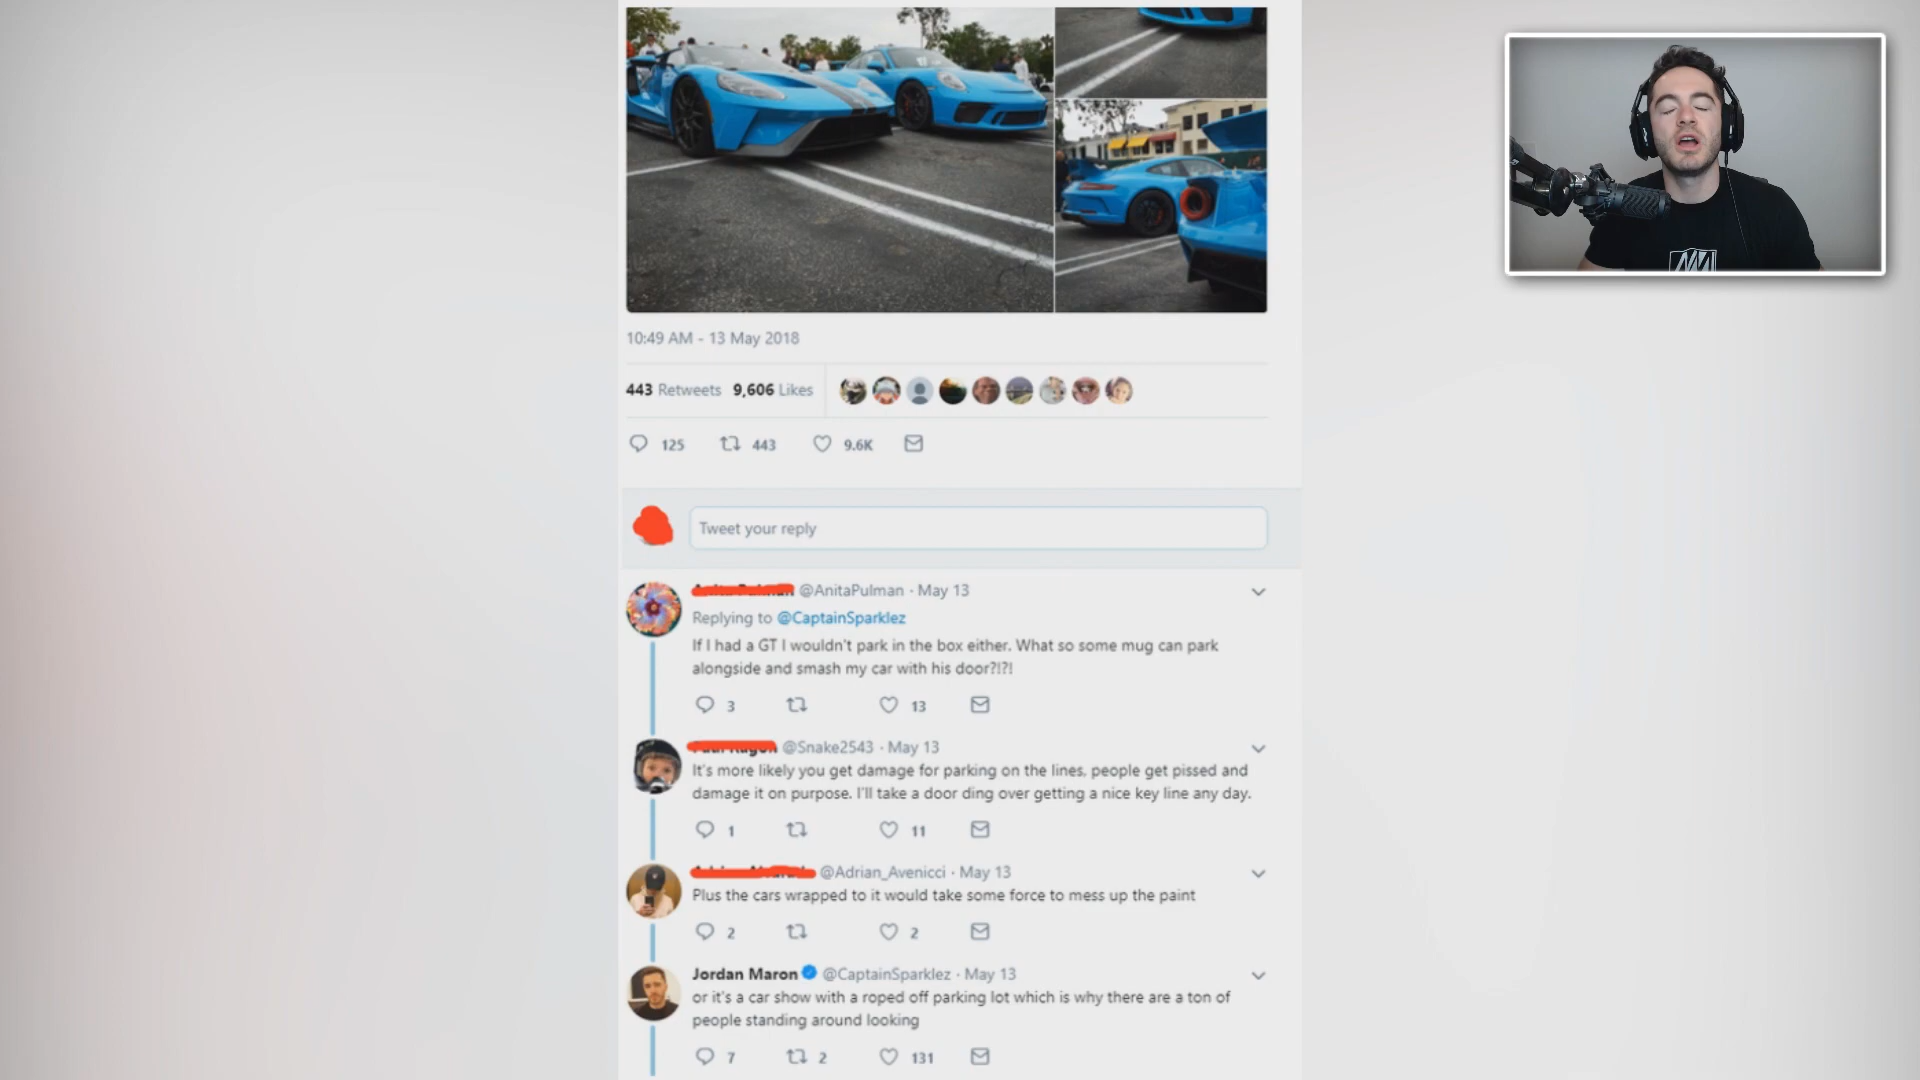 10:49 AM - 13 May 2018
443 Retweets 9,606 Likes
125 443 9.6K
Tweet your reply
@AnitaPulman · May 13
Replying to @CaptainSparklez
If I had a GT I wouldn't park in the box either. What so some mug can park
alongside and smash my car with his door?!?!
3 13
@Snake2543 · May 13
It's more likely you get damage for parking on the lines, people get pissed and
damage it on purpose. I'll take a door ding over getting a nice key line any day.
1 11
@Adrian_Avenicci · May 13
Plus the cars wrapped to it would take some force to mess up the paint
2 2
Jordan Maron @CaptainSparklez · May 13
or it's a car show with a roped off parking lot which is why there are a ton of
people standing around looking
7 2 131